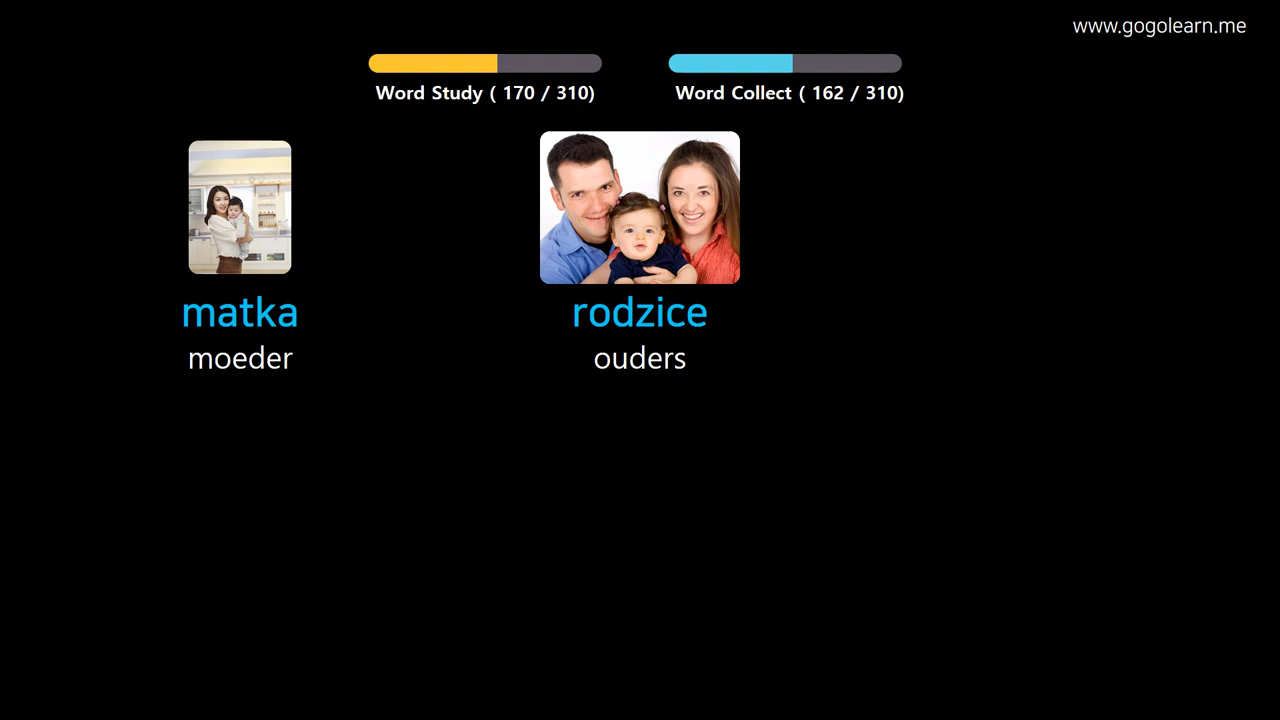 www.gogolearn.me
Word Study ( 170 / 310)
Word Collect ( 162 / 310)
matka
moeder
rodzice
ouders